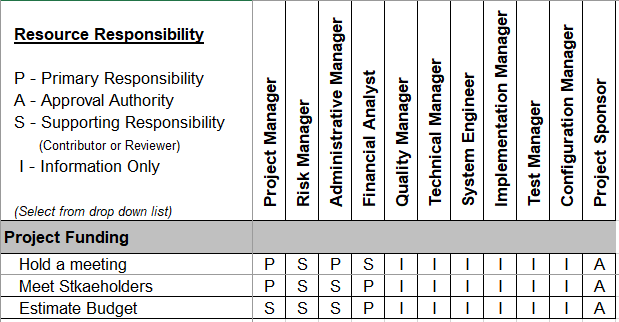 Resource Responsibility
P - Primary Responsibility
A - Approval Authority
S - Supporting Responsibility
(Contributor or Reviewer)
I - Information Only
(Select from drop down list)
Project Manager
Risk Manager
Administrative Manager
Financial Analyst
Quality Manager
Technical Manager
System Engineer
Implementation Manager
Test Manager
Configuration Manager
Project Sponsor
Project Funding
Hold a meeting P S P S I I I I I I A
Meet Stkaeholders P S S P I I I I I I A
Estimate Budget S S S P I I I I I I A